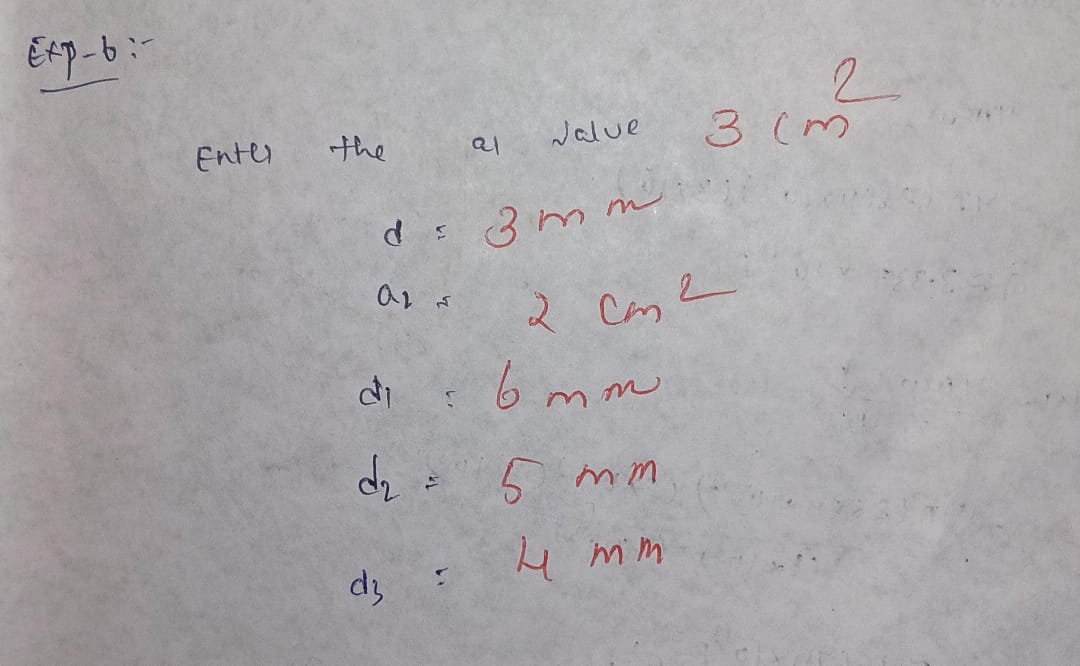 Exp-6 :-
Enter the a1 value 3 cm²
d = 3 mm
a2 = 2 cm²
d1 = 6 mm
d2 = 5 mm
d3 = 4 mm